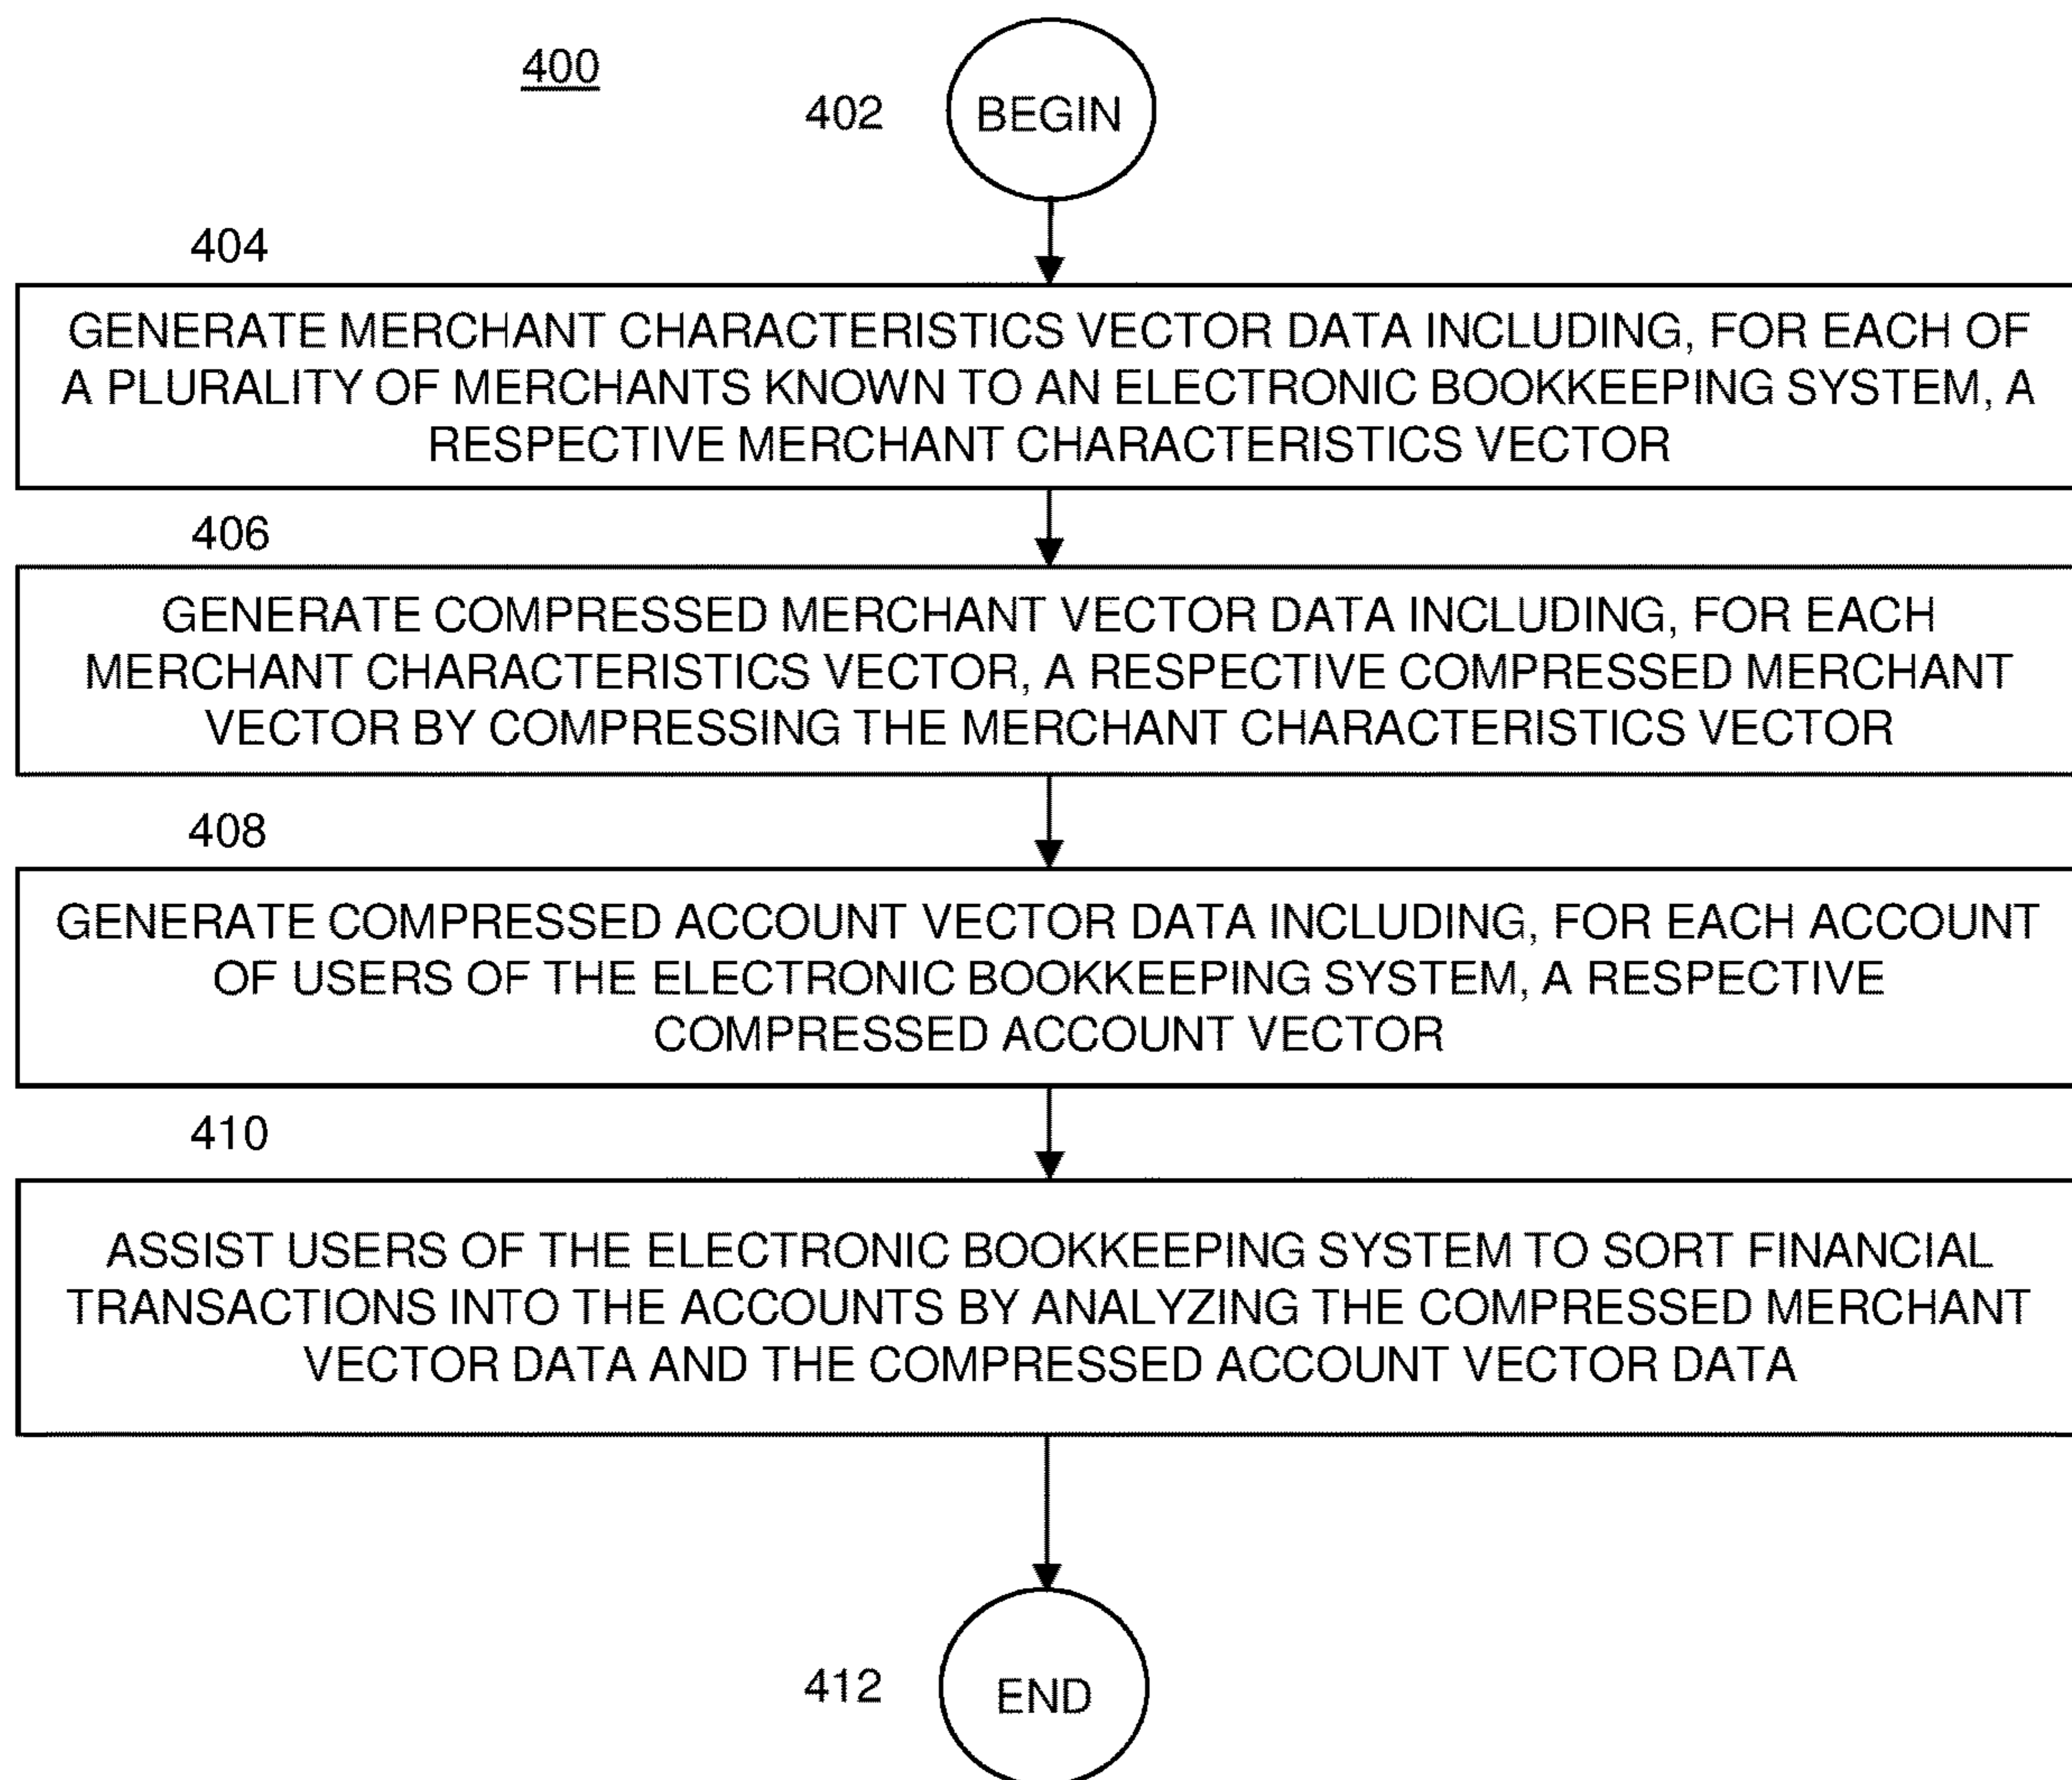 400
402
BEGIN
404
GENERATE MERCHANT CHARACTERISTICS VECTOR DATA INCLUDING, FOR EACH OF
A PLURALITY OF MERCHANTS KNOWN TO AN ELECTRONIC BOOKKEEPING SYSTEM, A
RESPECTIVE MERCHANT CHARACTERISTICS VECTOR
406
GENERATE COMPRESSED MERCHANT VECTOR DATA INCLUDING, FOR EACH
MERCHANT CHARACTERISTICS VECTOR, A RESPECTIVE COMPRESSED MERCHANT
VECTOR BY COMPRESSING THE MERCHANT CHARACTERISTICS VECTOR
408
GENERATE COMPRESSED ACCOUNT VECTOR DATA INCLUDING, FOR EACH ACCOUNT
OF USERS OF THE ELECTRONIC BOOKKEEPING SYSTEM, A RESPECTIVE
COMPRESSED ACCOUNT VECTOR
410
ASSIST USERS OF THE ELECTRONIC BOOKKEEPING SYSTEM TO SORT FINANCIAL
TRANSACTIONS INTO THE ACCOUNTS BY ANALYZING THE COMPRESSED MERCHANT
VECTOR DATA AND THE COMPRESSED ACCOUNT VECTOR DATA
412
END